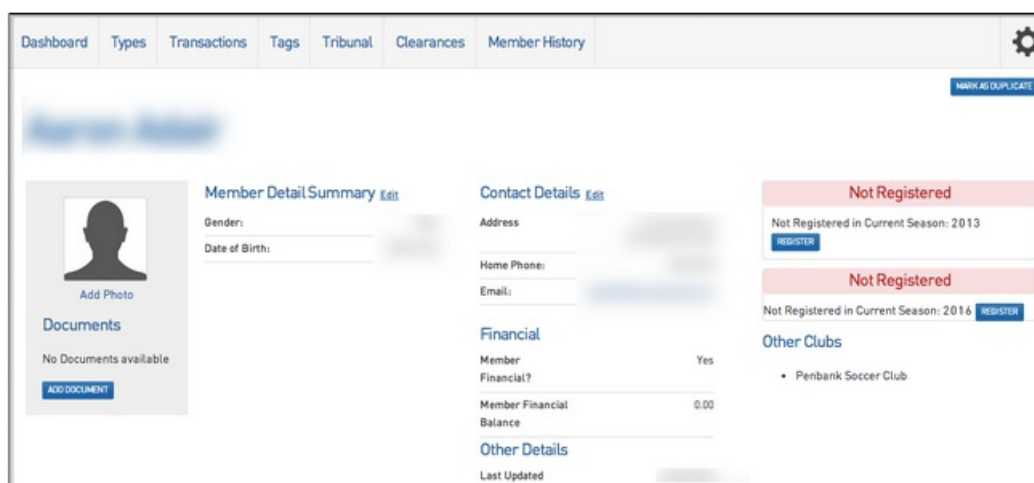 Dashboard Types Transactions Tags Tribunal Clearances Member History
MARK AS DUPLICATE
Add Photo
Documents
No Documents available
ADD DOCUMENT
Member Detail Summary Edit
Gender:
Date of Birth:
Contact Details Edit
Address
Home Phone:
Email:
Financial
Member Yes
Financial?
Member Financial 0.00
Balance
Other Details
Last Updated
Not Registered
Not Registered in Current Season: 2013
REGISTER
Not Registered
Not Registered in Current Season: 2016 REGISTER
Other Clubs
• Penbank Soccer Club